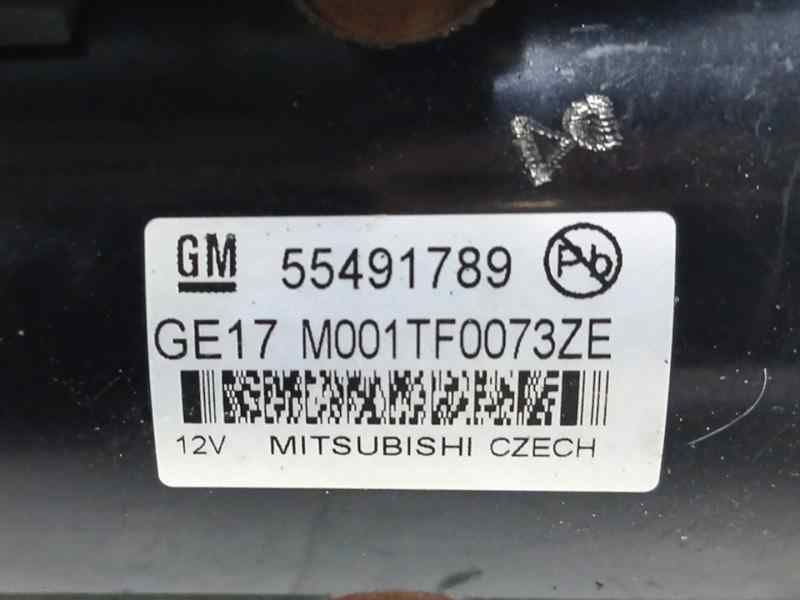 GM 55491789 Pb
GE17 M001TF0073ZE
12V MITSUBISHI CZECH